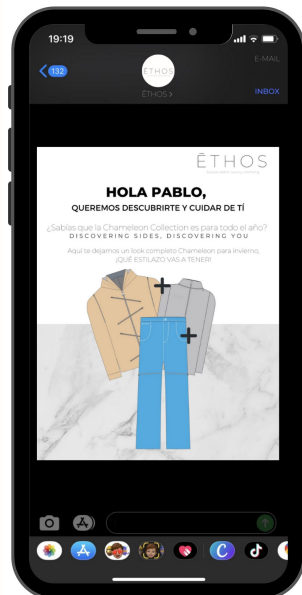 19:19
E-MAIL
132
ĒTHOS
ĒTHOS >
INBOX
ĒTHOS
HOLA PABLO,
QUEREMOS DESCUBRIRTE Y CUIDAR DE TÍ
¿Sabías que la Chameleon Collection es para todo el año?
DISCOVERING SIDES, DISCOVERING YOU
Aquí te dejamos un look completo Chameleon para invierno,
¡QUÉ ESTILAZO VAS A TENER!